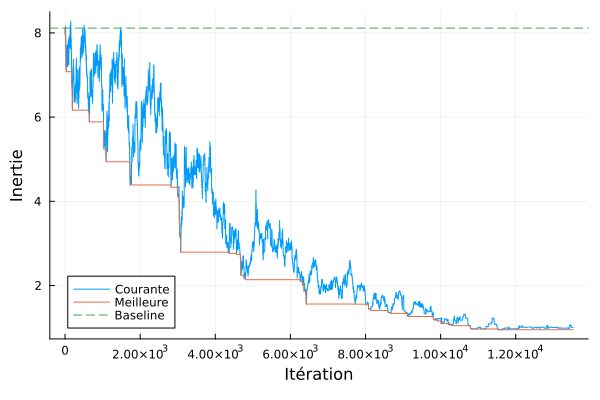 Inertie
8
6
4
2
Courante
Meilleure
Baseline
0 2.00×10³ 4.00×10³ 6.00×10³ 8.00×10³ 1.00×10⁴ 1.20×10⁴
Itération